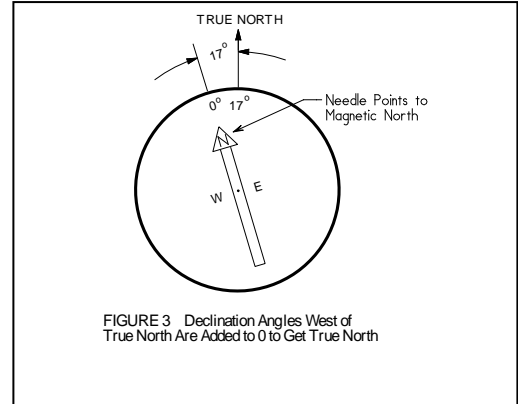 TRUE NORTH
17°
0° 17°
Needle Points to
Magnetic North
N
W E
FIGURE 3 Declination Angles West of
True North Are Added to 0 to Get True North